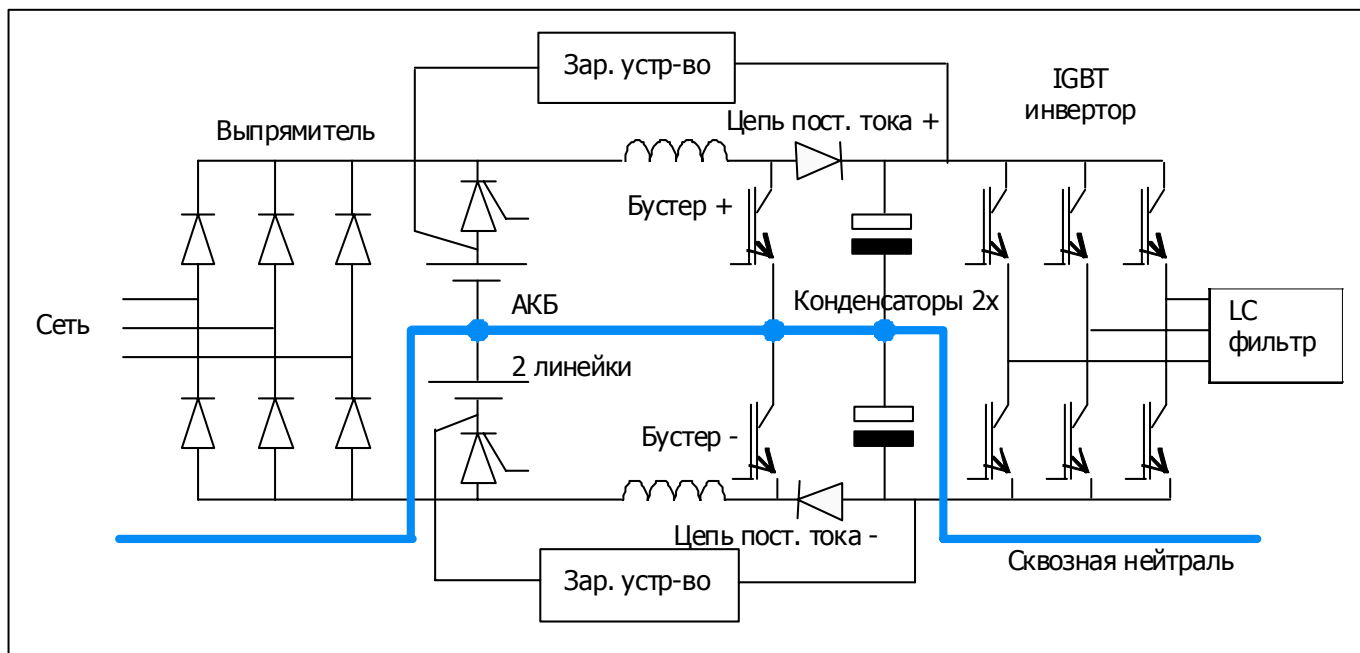 Зар. устр-во
IGBT
инвертор
Выпрямитель
Цепь пост. тока +
Бустер +
АКБ
Конденсаторы 2x
Сеть
LC
фильтр
2 линейки
Бустер -
Цепь пост. тока -
Сквозная нейтраль
Зар. устр-во